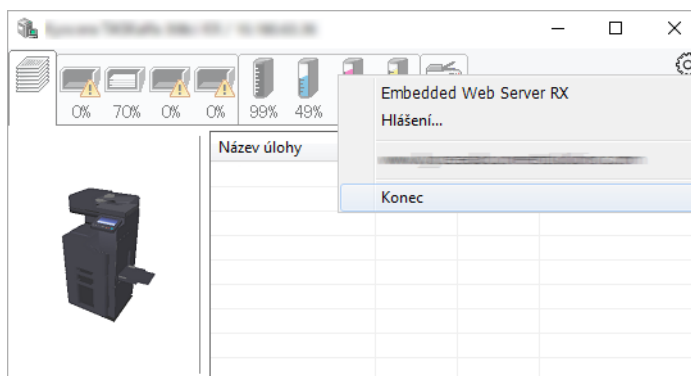 0% 70% 0% 0% 99% 49%
Embedded Web Server RX
Hlášení...
Konec
Název úlohy